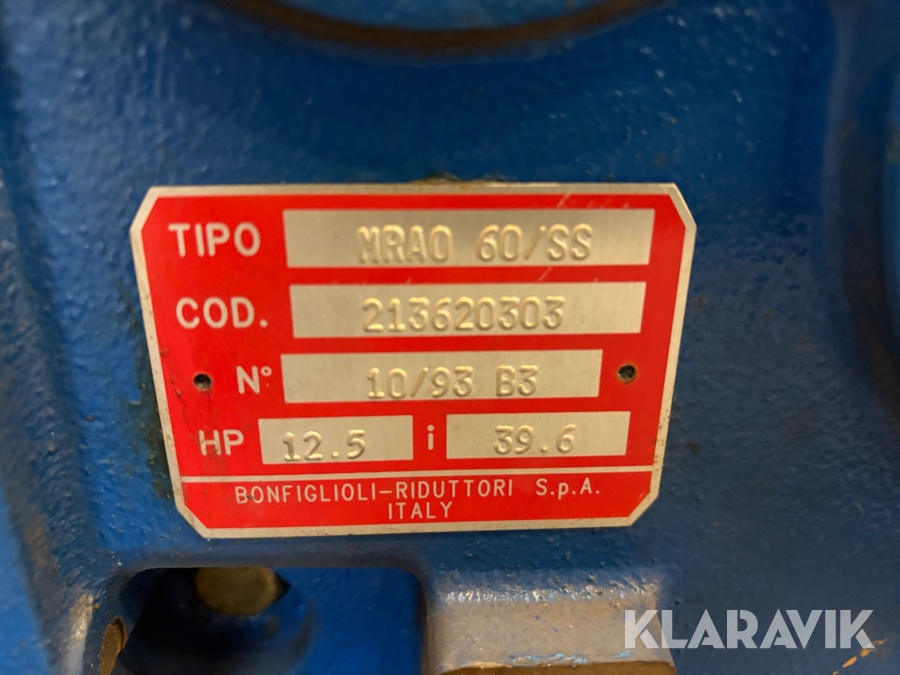 TIPO MRAO 60/SS
COD. 213620303
N° 10/93 B3
HP 12.5 i 39.6
BONFIGLIOLI-RIDUTTORI S.p.A.
ITALY
KLARAVIK